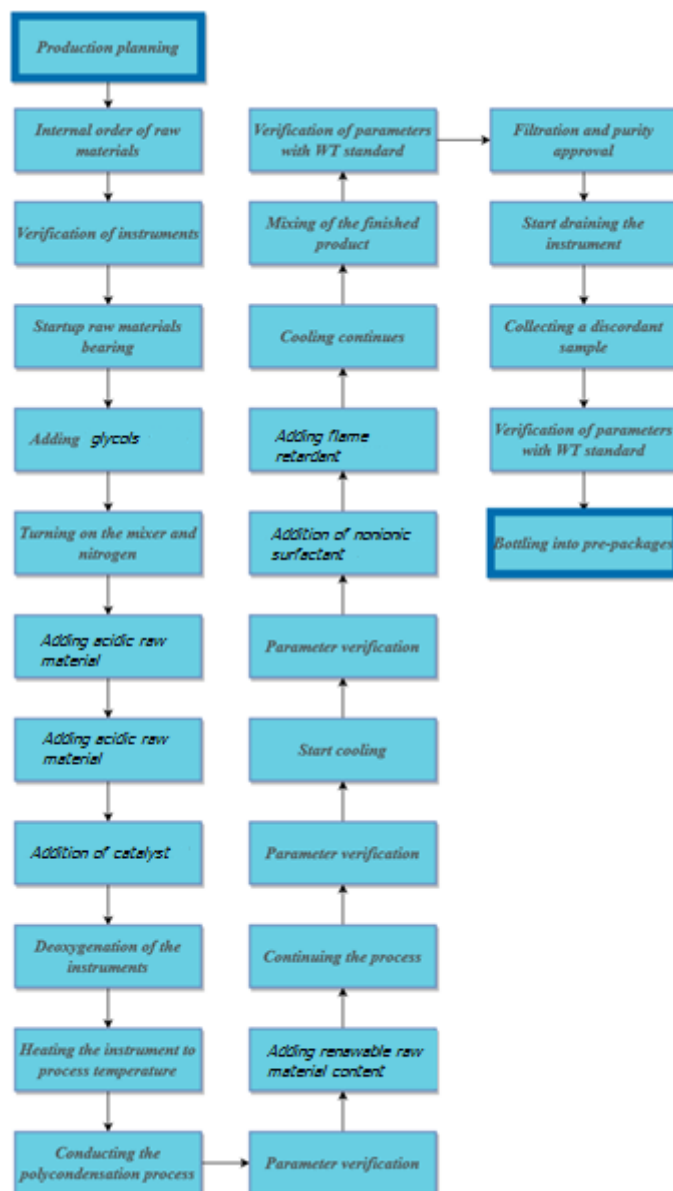 Production planning
Internal order of raw
materials
Verification of instruments
Startup raw materials
bearing
Adding glycols
Turning on the mixer and
nitrogen
Adding acidic raw
material
Adding acidic raw
material
Addition of catalyst
Deoxygenation of the
instruments
Heating the instrument to
process temperature
Conducting the
polycondensation process
Parameter verification
Adding renawable raw
material content
Continuing the process
Parameter verification
Start cooling
Parameter verification
Addition of nonionic
surfactant
Adding flame
retardant
Cooling continues
Mixing of the finished
product
Verification of parameters
with WT standard
Filtration and purity
approval
Start draining the
instrument
Collecting a discordant
sample
Verification of parameters
with WT standard
Bottling into pre-packages